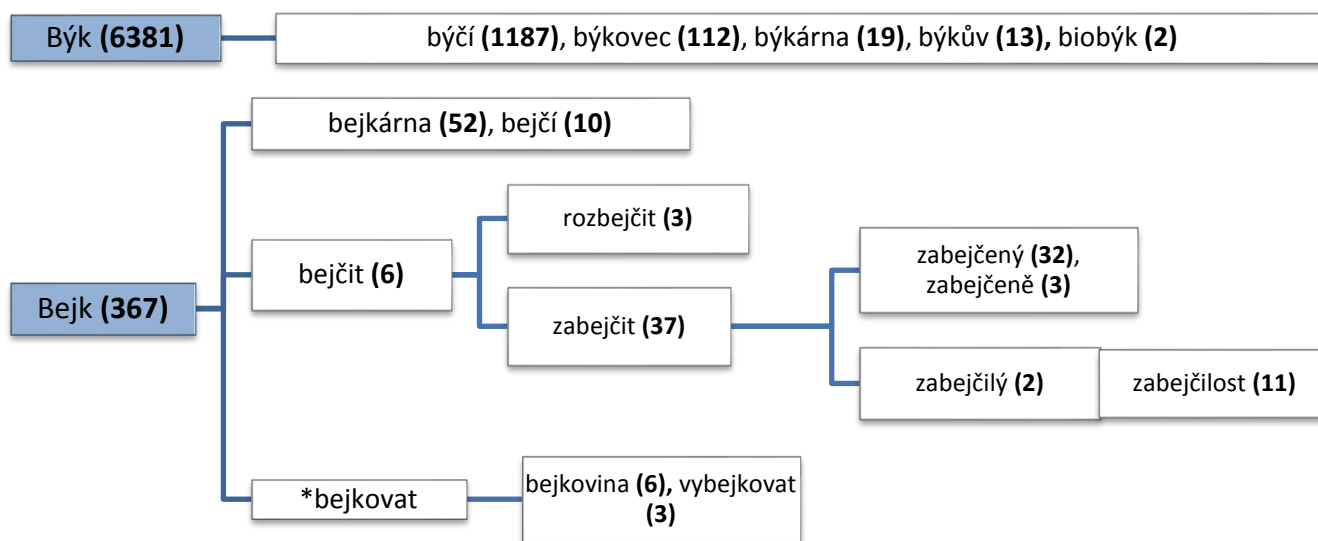 Býk (6381)
býčí (1187), býkovec (112), býkárna (19), býkův (13), biobýk (2)
bejkárna (52), bejčí (10)
rozbejčit (3)
zabejčený (32),
zabejčeně (3)
bejčit (6)
Bejk (367)
zabejčit (37)
zabejčilý (2)
zabejčilost (11)
*bejkovat
bejkovina (6), vybejkovat
(3)